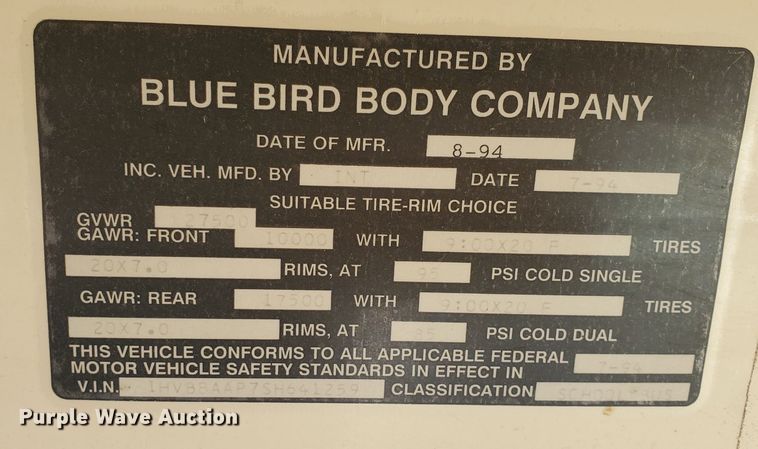 MANUFACTURED BY
BLUE BIRD BODY COMPANY
DATE OF MFR. 8-94
INC. VEH. MFD. BY INT DATE 7-94
SUITABLE TIRE-RIM CHOICE
GVWR 27500
GAWR: FRONT 10000 WITH 9:00X20 F TIRES
20X7.0 RIMS, AT 95 PSI COLD SINGLE
GAWR: REAR 17500 WITH 9:00X20 F TIRES
20X7.0 RIMS, AT PSI COLD DUAL
THIS VEHICLE CONFORMS TO ALL APPLICABLE FEDERAL
MOTOR VEHICLE SAFETY STANDARDS IN EFFECT IN 7-94
V.I.N. CLASSIFICATION SCHOOL BUS
Purple Wave Auction